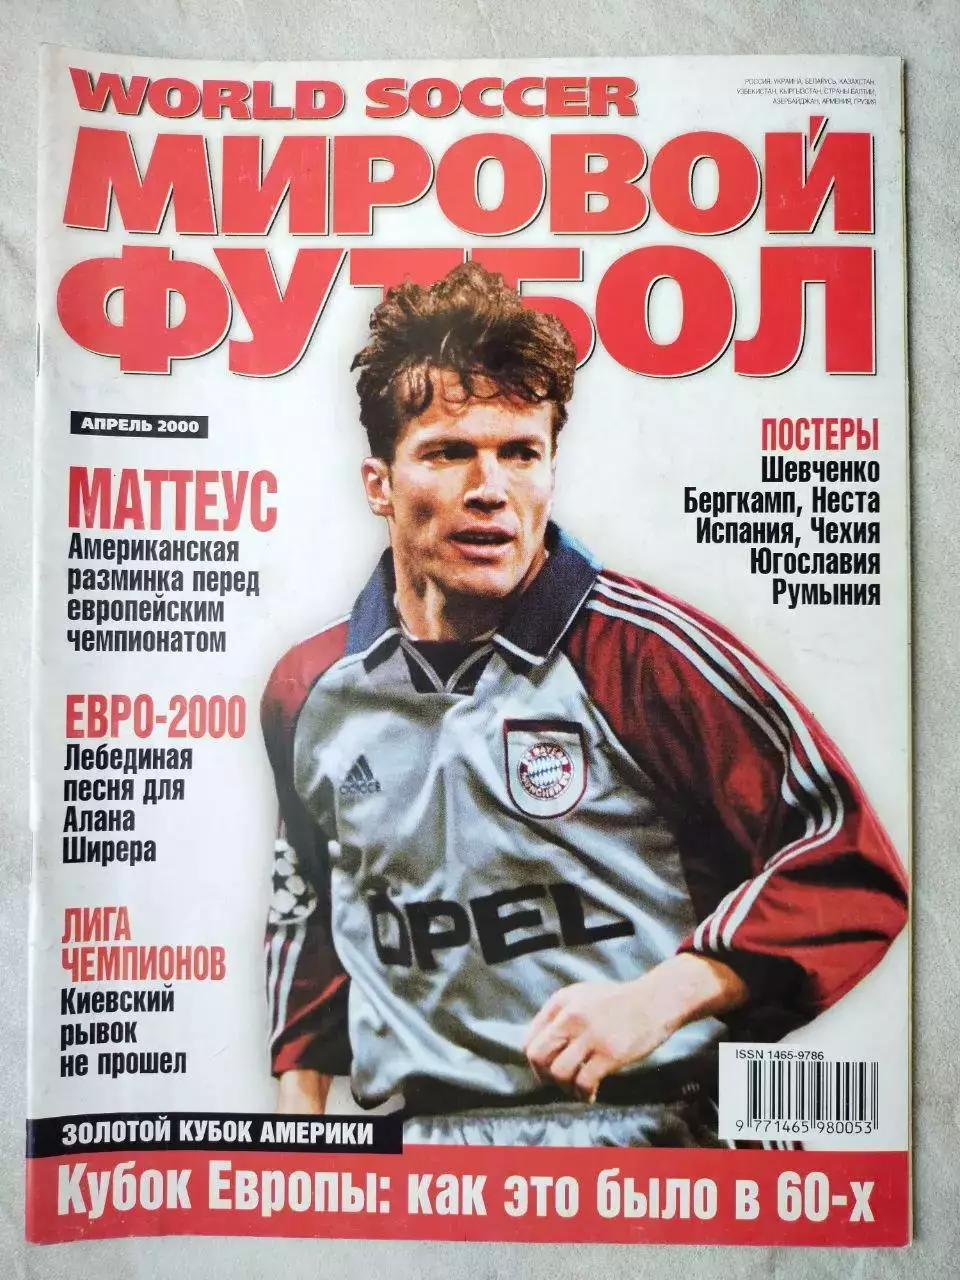 WORLD SOCCER
РОССИЯ, УКРАИНА, БЕЛАРУСЬ, КАЗАХСТАН,
УЗБЕКИСТАН, КЫРГЫЗСТАН, СТРАНЫ БАЛТИИ,
АЗЕРБАЙДЖАН, АРМЕНИЯ, ГРУЗИЯ
МИРОВОЙ
ФУТБОЛ
АПРЕЛЬ 2000
МАТТЕУС
Американская
разминка перед
европейским
чемпионатом
ЕВРО-2000
Лебединая
песня для
Алана
Ширера
ЛИГА
ЧЕМПИОНОВ
Киевский
рывок
не прошел
ПОСТЕРЫ
Шевченко
Бергкамп, Неста
Испания, Чехия
Югославия
Румыния
adidas
BAYERN
MÜNCHEN
OPEL
ISSN 1465-9786
9 771465 980053
ЗОЛОТОЙ КУБОК АМЕРИКИ
Кубок Европы: как это было в 60-х